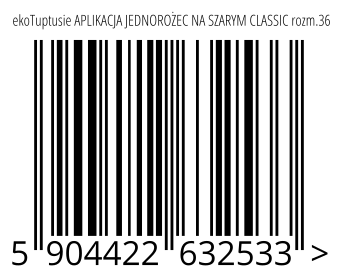 ekoTuptusie APLIKACJA JEDNOROŻEC NA SZARYM CLASSIC rozm.36
5 904422 632533 >